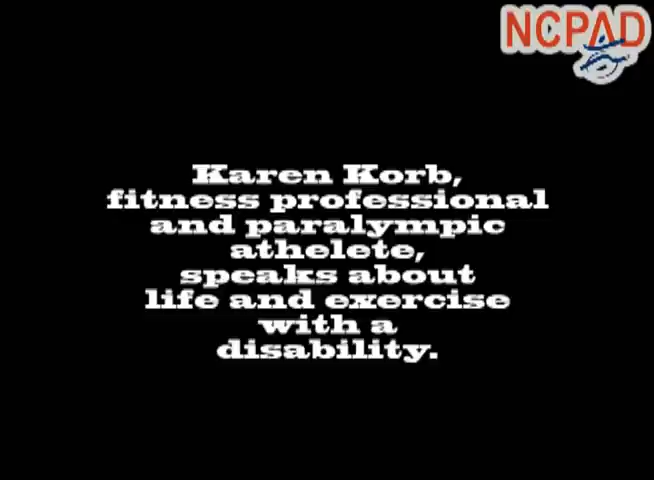 NCPAD
Karen Korb,
fitness professional
and paralympic
athelete,
speaks about
life and exercise
with a
disability.